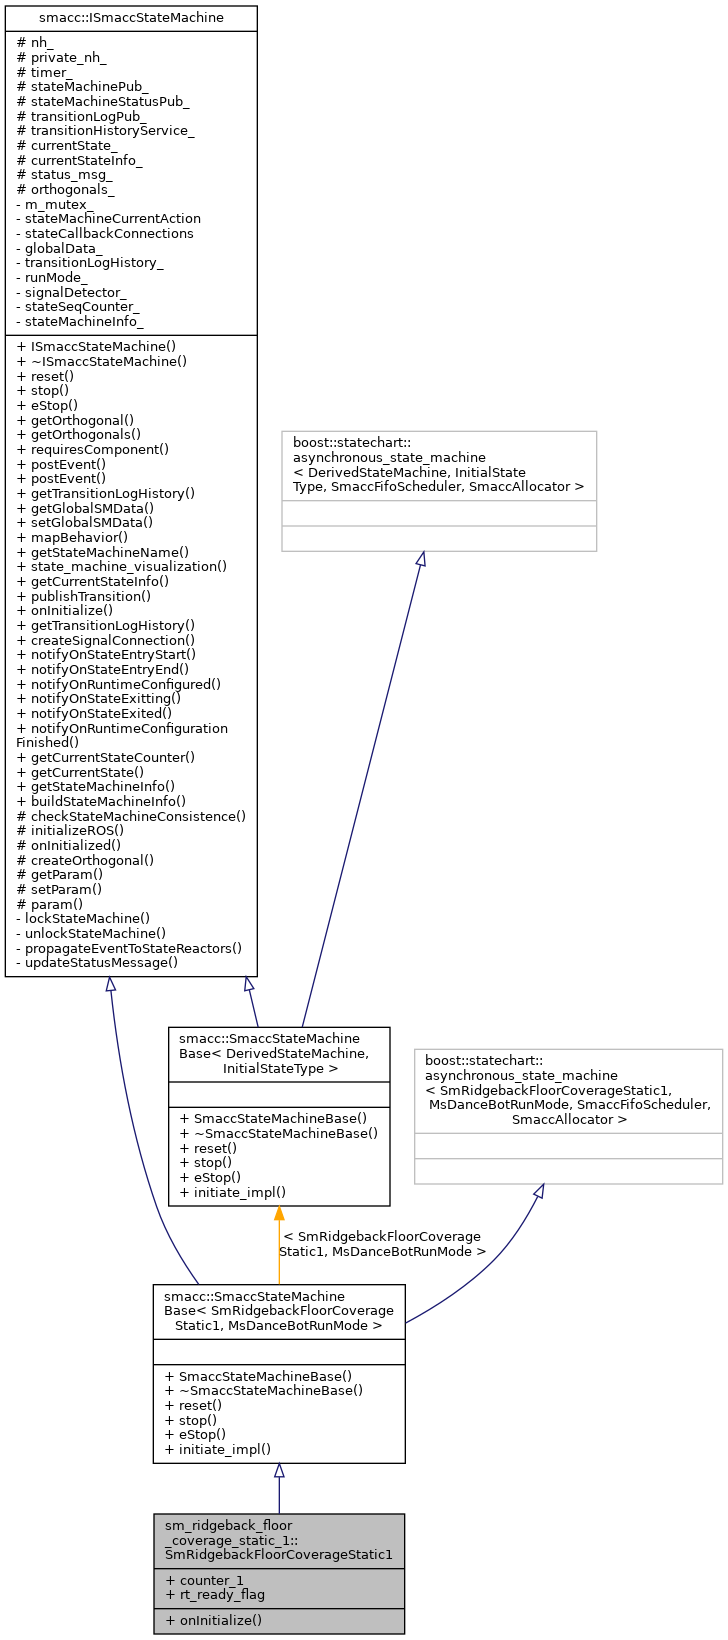 smacc::ISmaccStateMachine
# nh_
# private_nh_
# timer_
# stateMachinePub_
# stateMachineStatusPub_
# transitionLogPub_
# transitionHistoryService_
# currentState_
# currentStateInfo_
# status_msg_
# orthogonals_
- m_mutex_
- stateMachineCurrentAction
- stateCallbackConnections
- globalData_
- transitionLogHistory_
- runMode_
- signalDetector_
- stateSeqCounter_
- stateMachineInfo_
+ ISmaccStateMachine()
+ ~ISmaccStateMachine()
+ reset()
+ stop()
+ eStop()
+ getOrthogonal()
+ getOrthogonals()
+ requiresComponent()
+ postEvent()
+ postEvent()
+ getTransitionLogHistory()
+ getGlobalSMData()
+ setGlobalSMData()
+ mapBehavior()
+ getStateMachineName()
+ state_machine_visualization()
+ getCurrentStateInfo()
+ publishTransition()
+ onInitialize()
+ getTransitionLogHistory()
+ createSignalConnection()
+ notifyOnStateEntryStart()
+ notifyOnStateEntryEnd()
+ notifyOnRuntimeConfigured()
+ notifyOnStateExitting()
+ notifyOnStateExited()
+ notifyOnRuntimeConfiguration
Finished()
+ getCurrentStateCounter()
+ getCurrentState()
+ getStateMachineInfo()
+ buildStateMachineInfo()
# checkStateMachineConsistence()
# initializeROS()
# onInitialized()
# createOrthogonal()
# getParam()
# setParam()
# param()
- lockStateMachine()
- unlockStateMachine()
- propagateEventToStateReactors()
- updateStatusMessage()
boost::statechart::
asynchronous_state_machine
< DerivedStateMachine, InitialState
Type, SmaccFifoScheduler, SmaccAllocator >
smacc::SmaccStateMachine
Base< DerivedStateMachine,
InitialStateType >
+ SmaccStateMachineBase()
+ ~SmaccStateMachineBase()
+ reset()
+ stop()
+ eStop()
+ initiate_impl()
boost::statechart::
asynchronous_state_machine
< SmRidgebackFloorCoverageStatic1,
MsDanceBotRunMode, SmaccFifoScheduler,
SmaccAllocator >
< SmRidgebackFloorCoverage
Static1, MsDanceBotRunMode >
smacc::SmaccStateMachine
Base< SmRidgebackFloorCoverage
Static1, MsDanceBotRunMode >
+ SmaccStateMachineBase()
+ ~SmaccStateMachineBase()
+ reset()
+ stop()
+ eStop()
+ initiate_impl()
sm_ridgeback_floor
_coverage_static_1::
SmRidgebackFloorCoverageStatic1
+ counter_1
+ rt_ready_flag
+ onInitialize()